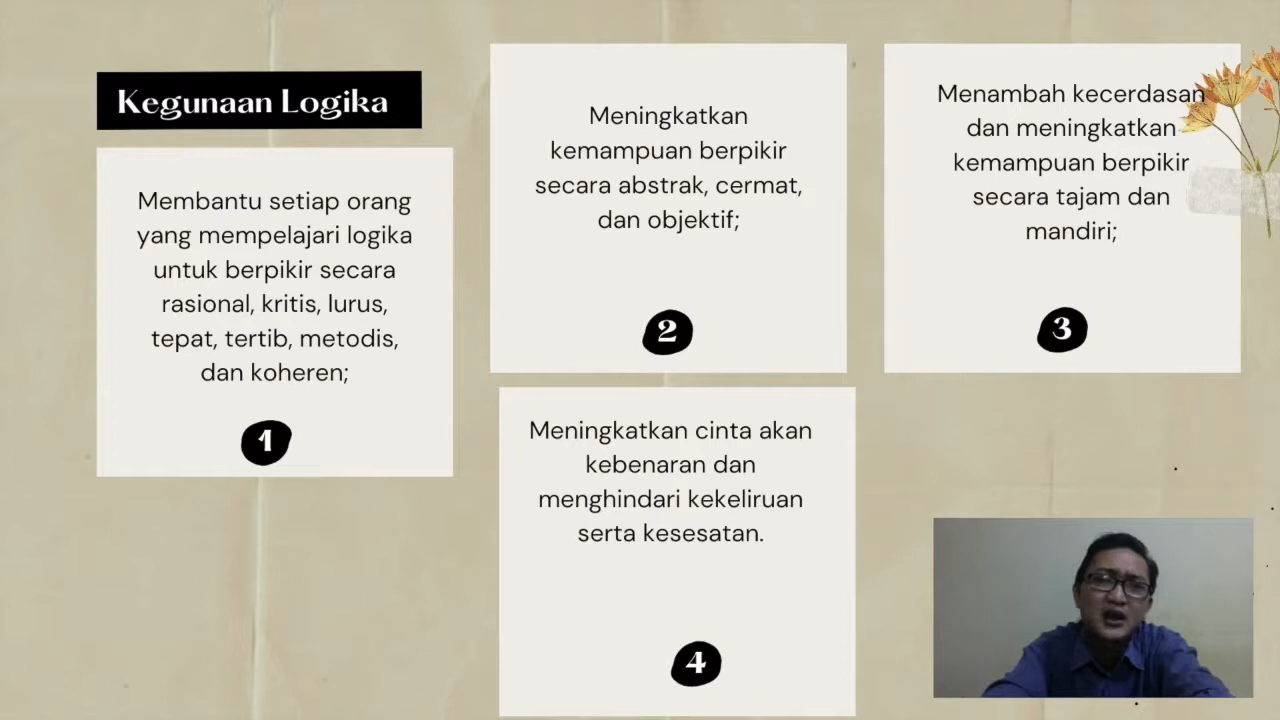 Kegunaan Logika
Membantu setiap orang
yang mempelajari logika
untuk berpikir secara
rasional, kritis, lurus,
tepat, tertib, metodis,
dan koheren;
1
Meningkatkan
kemampuan berpikir
secara abstrak, cermat,
dan objektif;
2
Menambah kecerdasan
dan meningkatkan
kemampuan berpikir
secara tajam dan
mandiri;
3
Meningkatkan cinta akan
kebenaran dan
menghindari kekeliruan
serta kesesatan.
4